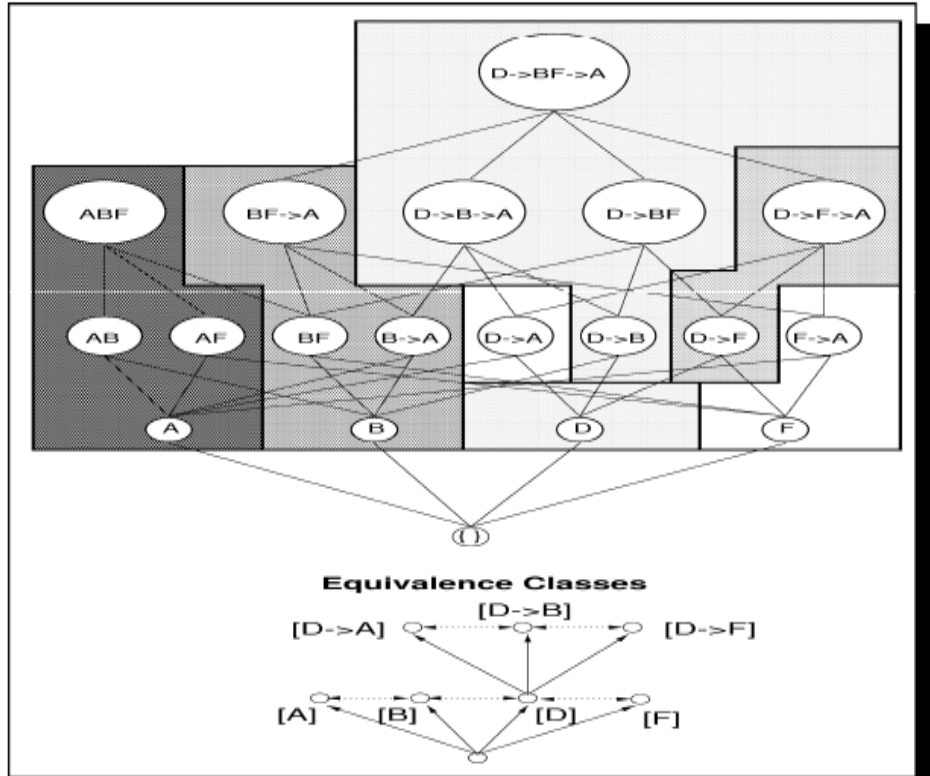 D->BF->A
ABF BF->A D->B->A D->BF D->F->A
AB AF BF B->A D->A D->B D->F F->A
A B D F
{ }
Equivalence Classes
[D->A] [D->B] [D->F]
[A] [B] [D] [F]